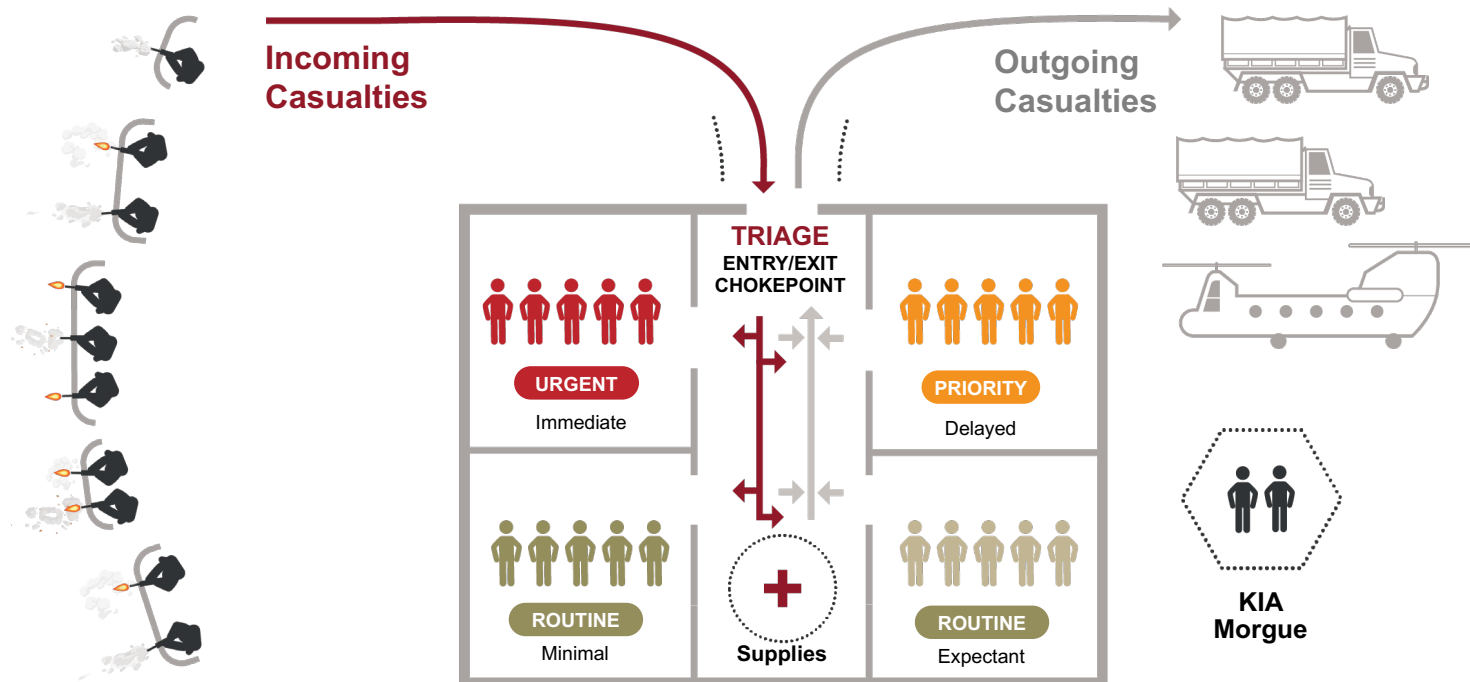 Incoming
Casualties
Outgoing
Casualties
TRIAGE
ENTRY/EXIT
CHOKEPOINT
URGENT
Immediate
PRIORITY
Delayed
ROUTINE
Minimal
Supplies
ROUTINE
Expectant
KIA
Morgue